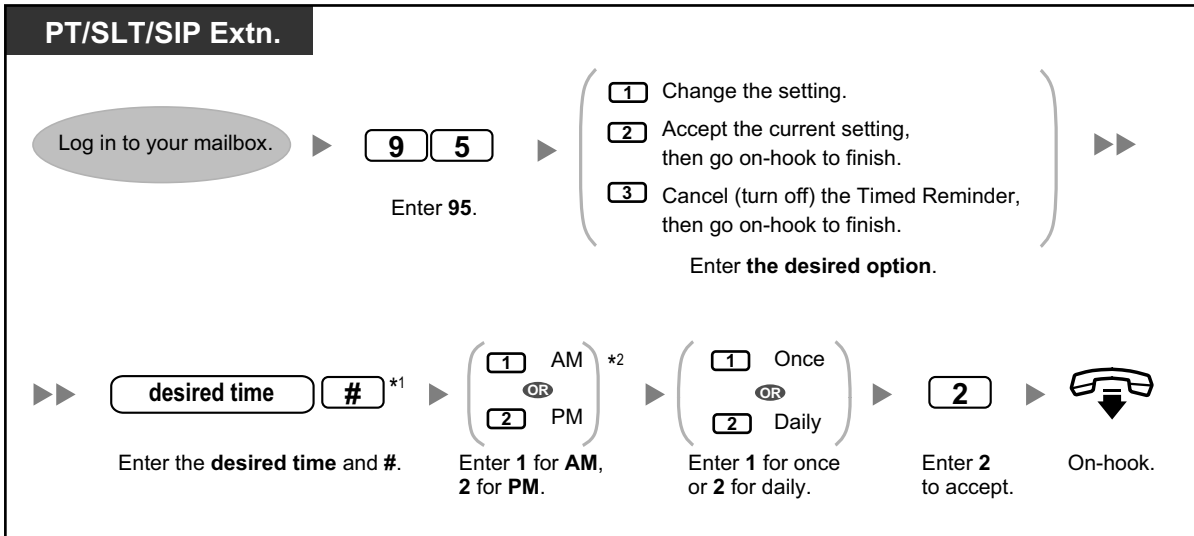 PT/SLT/SIP Extn.
Log in to your mailbox.
9 5
Enter 95.
1 Change the setting.
2 Accept the current setting,
then go on-hook to finish.
3 Cancel (turn off) the Timed Reminder,
then go on-hook to finish.
Enter the desired option.
desired time # *1
Enter the desired time and #.
1 AM *2
OR
2 PM
Enter 1 for AM,
2 for PM.
1 Once
OR
2 Daily
Enter 1 for once
or 2 for daily.
2
Enter 2
to accept.
On-hook.